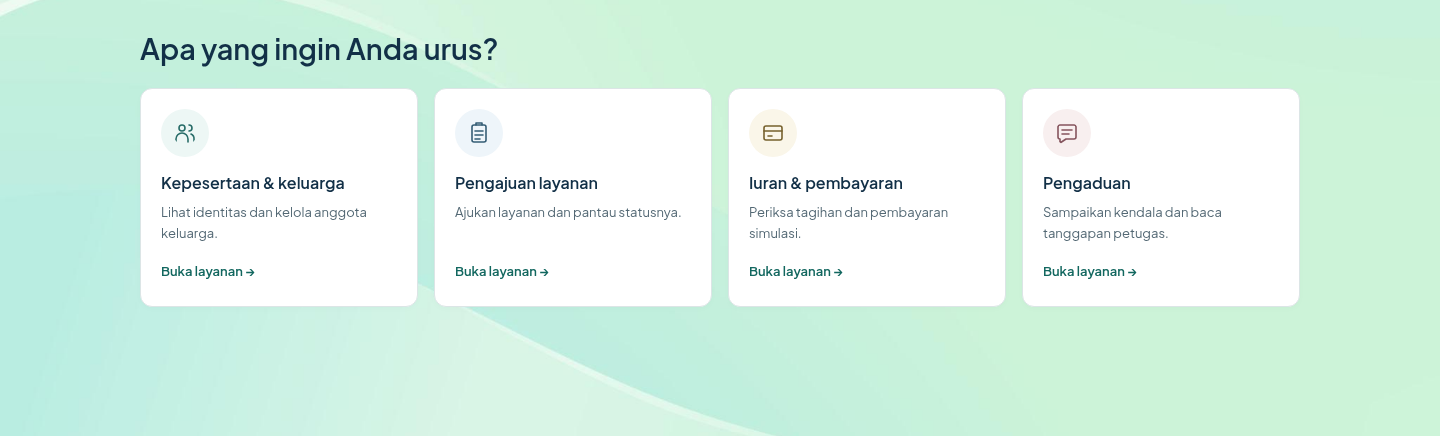 Apa yang ingin Anda urus?
Kepesertaan & keluarga
Lihat identitas dan kelola anggota
keluarga.
Buka layanan →
Pengajuan layanan
Ajukan layanan dan pantau statusnya.
Buka layanan →
Iuran & pembayaran
Periksa tagihan dan pembayaran
simulasi.
Buka layanan →
Pengaduan
Sampaikan kendala dan baca
tanggapan petugas.
Buka layanan →